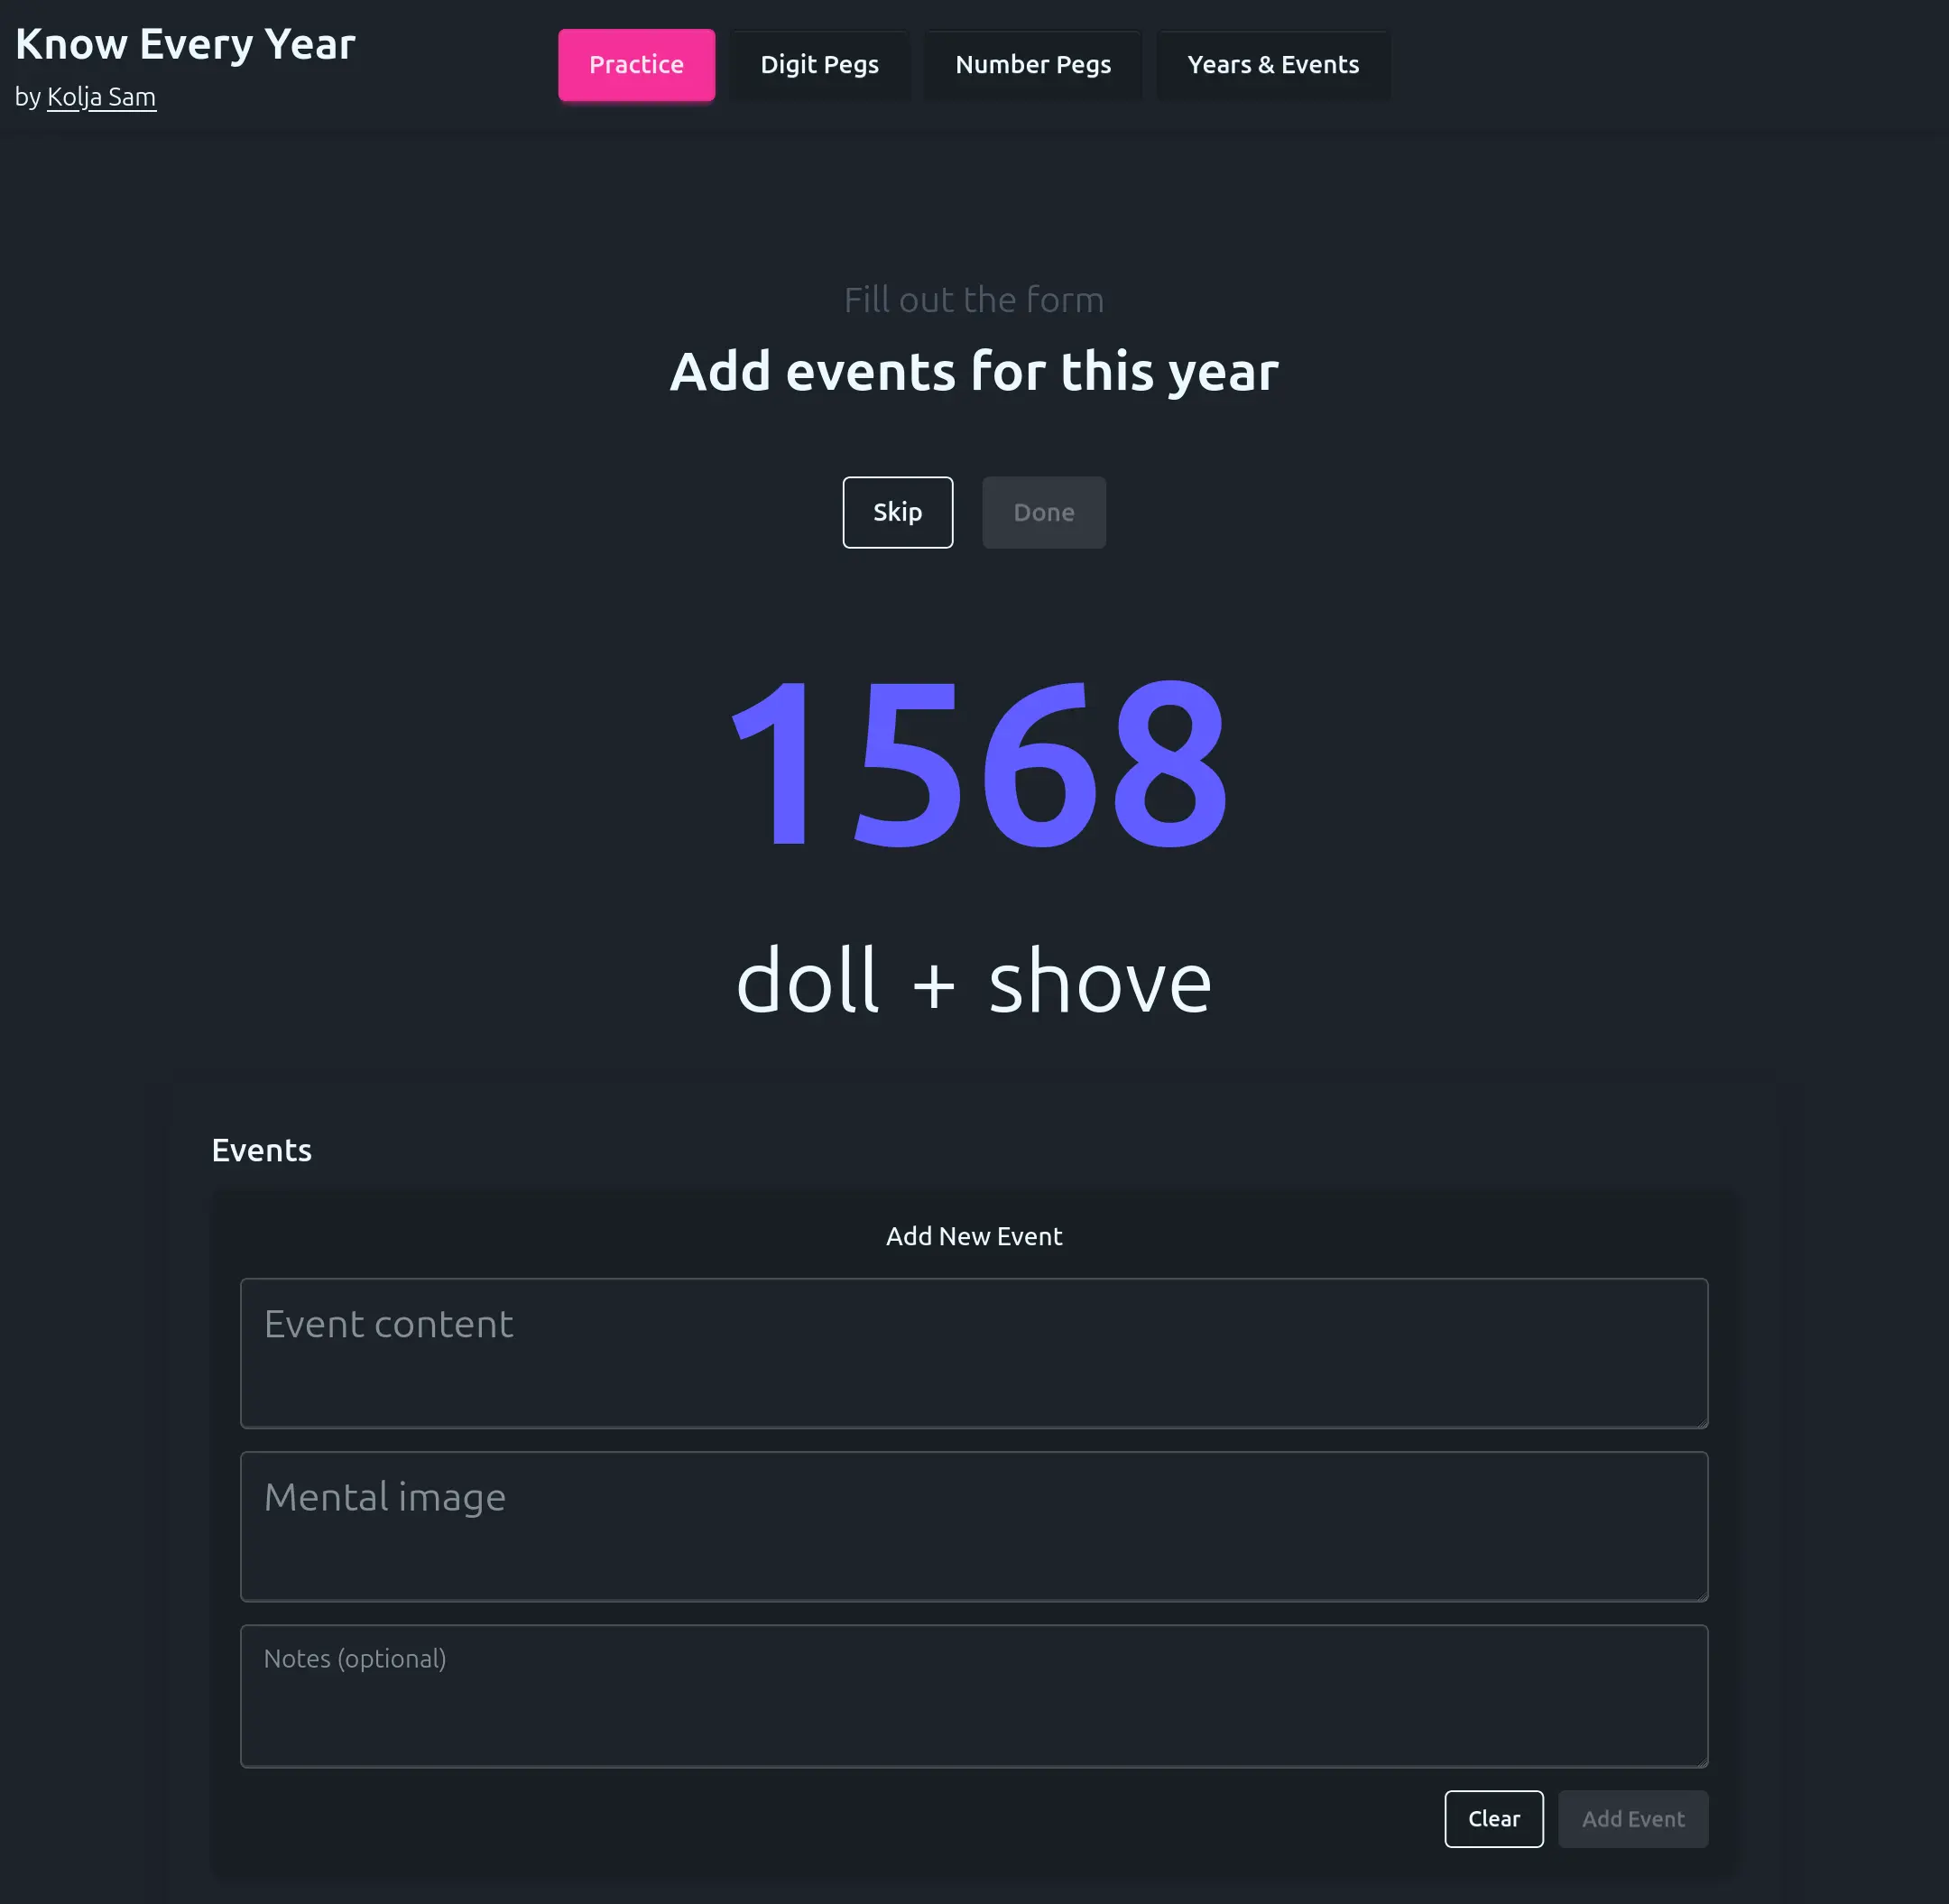 Know Every Year
by Kolja Sam
Practice
Digit Pegs
Number Pegs
Years & Events
Fill out the form
Add events for this year
Skip
Done
1568
doll + shove
Events
Add New Event
Event content
Mental image
Notes (optional)
Clear
Add Event